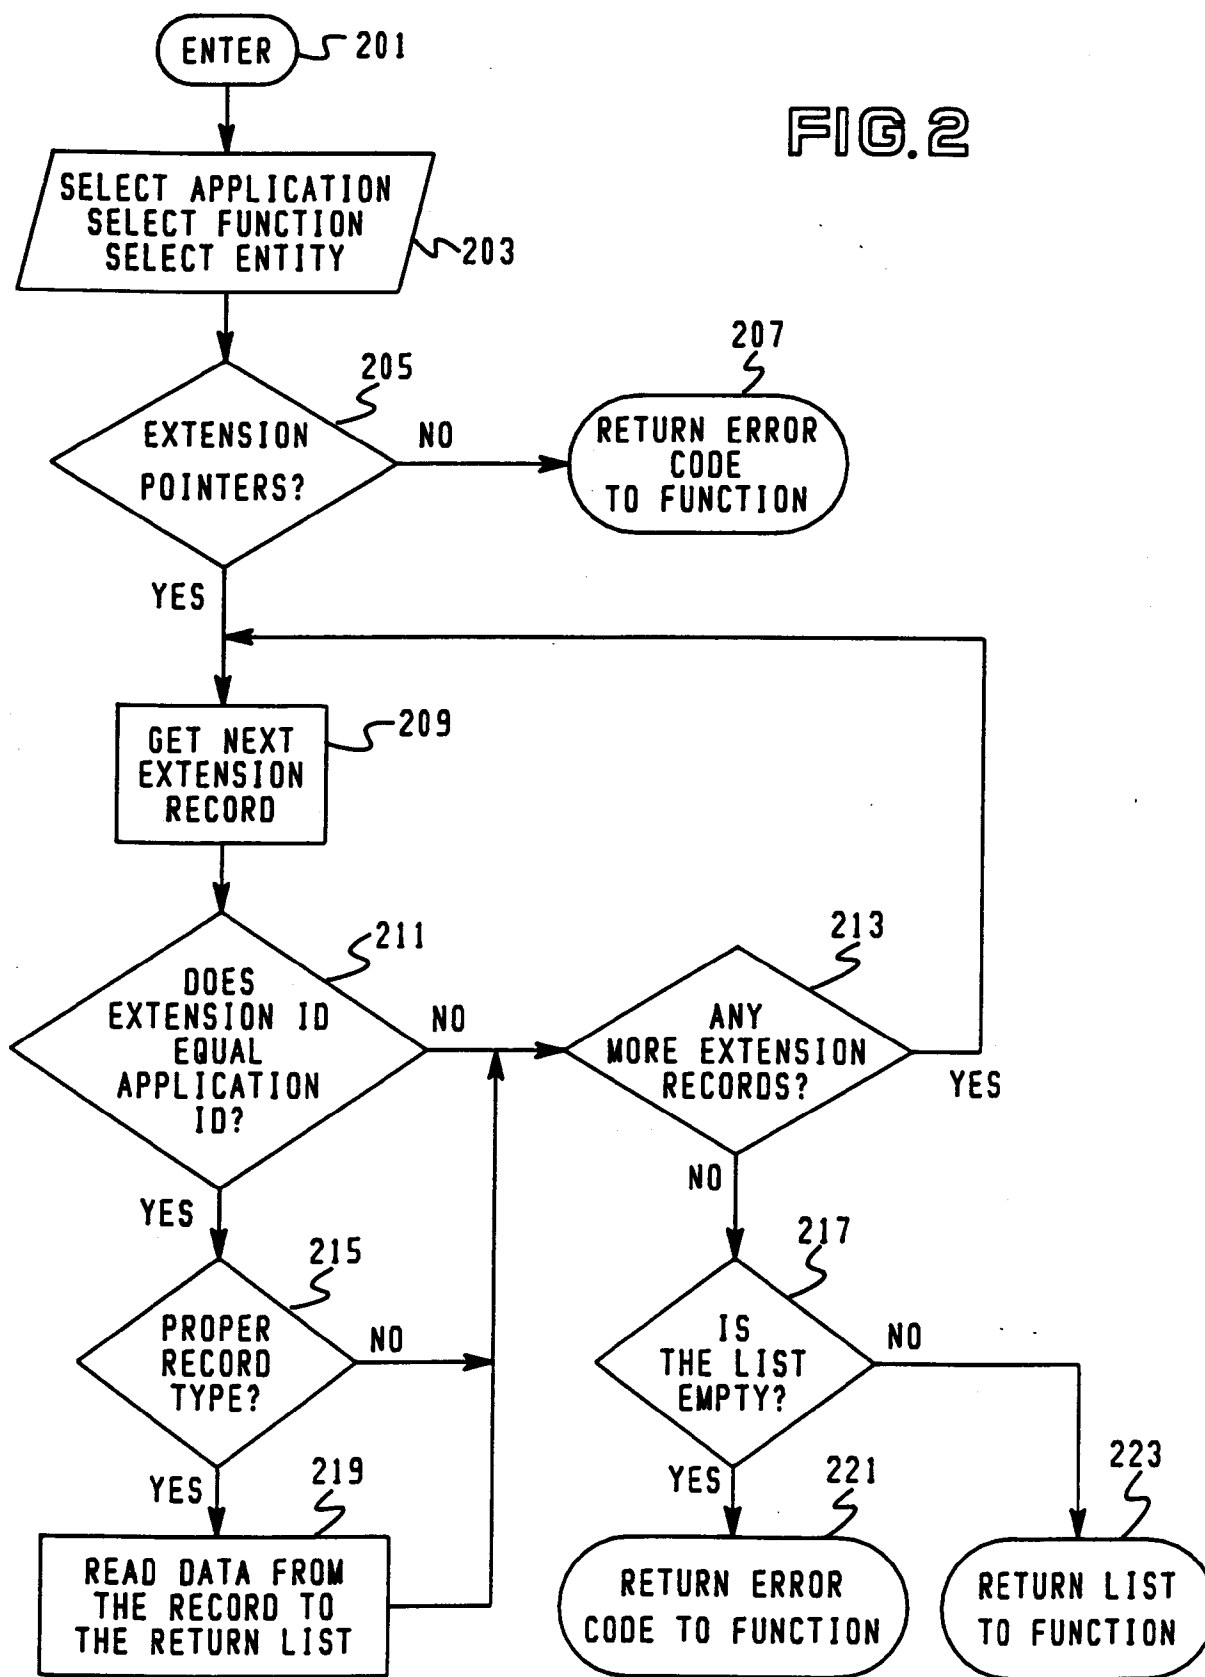 ENTER
201
FIG.2
SELECT APPLICATION
SELECT FUNCTION
SELECT ENTITY
203
205
EXTENSION
POINTERS?
NO
207
RETURN ERROR
CODE
TO FUNCTION
YES
GET NEXT
EXTENSION
RECORD
209
211
DOES
EXTENSION ID
EQUAL
APPLICATION
ID?
NO
213
ANY
MORE EXTENSION
RECORDS?
YES
NO
YES
215
PROPER
RECORD
TYPE?
NO
217
IS
THE LIST
EMPTY?
NO
YES
219
READ DATA FROM
THE RECORD TO
THE RETURN LIST
YES
221
RETURN ERROR
CODE TO FUNCTION
223
RETURN LIST
TO FUNCTION